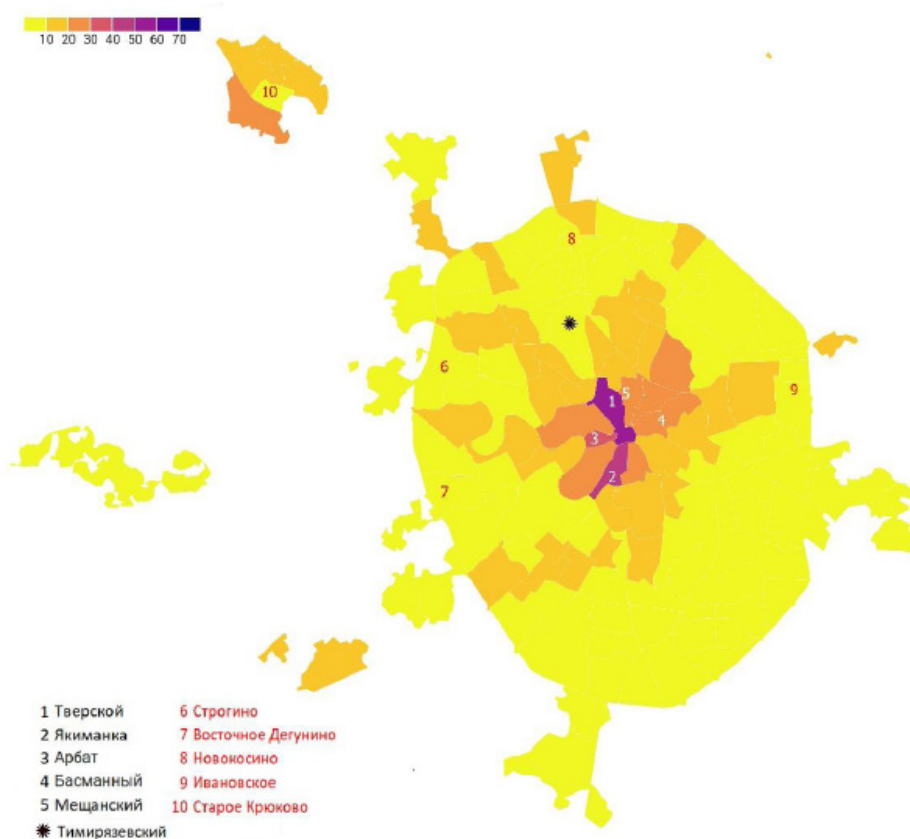 10 20 30 40 50 60 70
10
8
6
9
5
1
4
3
2
7
1 Тверской
2 Якиманка
3 Арбат
4 Басманный
5 Мещанский
Тимирязевский
6 Строгино
7 Восточное Дегунино
8 Новокосино
9 Ивановское
10 Старое Крюково